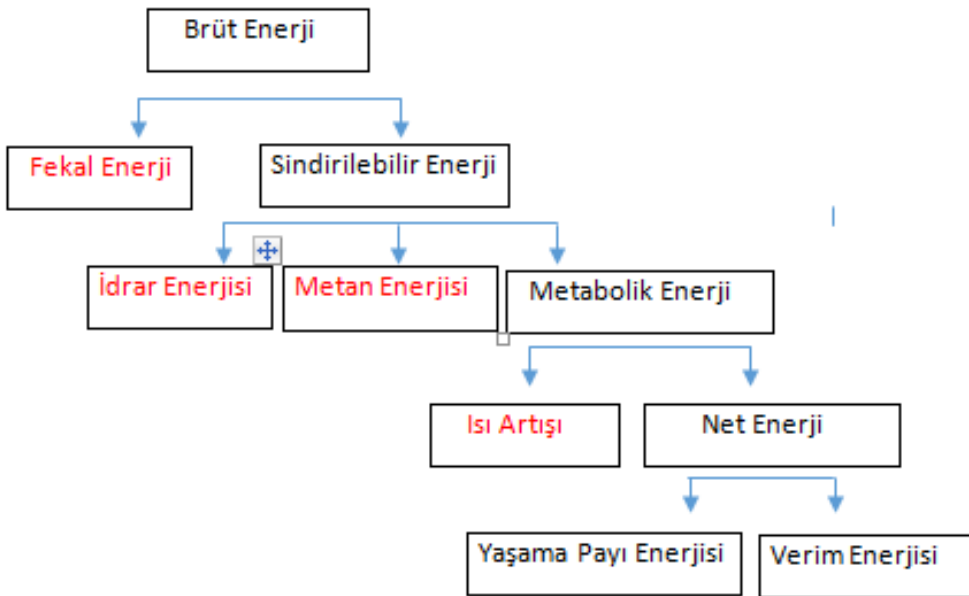 Brüt Enerji
Fekal Enerji
Sindirilebilir Enerji
İdrar Enerjisi
Metan Enerjisi
Metabolik Enerji
Isı Artışı
Net Enerji
Yaşama Payı Enerjisi
Verim Enerjisi